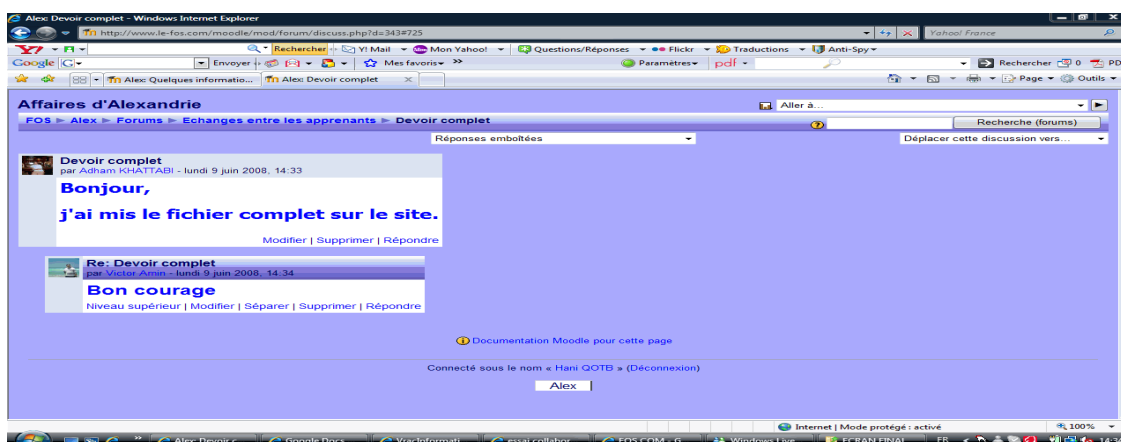 Alex: Devoir complet - Windows Internet Explorer
http://www.le-fos.com/moodle/mod/forum/discuss.php?d=343#725
Yahoo! France
Rechercher Y! Mail Mon Yahoo! Questions/Réponses Flickr Traductions Anti-Spy
Google G Envoyer Mes favoris Paramètres pdf Rechercher 0 PD
Alex: Quelques informatio... Alex: Devoir complet Page Outils
Affaires d'Alexandrie Aller à...
FOS ► Alex ► Forums ► Echanges entre les apprenants ► Devoir complet Recherche (forums)
Réponses emboîtées Déplacer cette discussion vers...
Devoir complet
par Adham KHATTABI - lundi 9 juin 2008, 14:33
Bonjour,
j'ai mis le fichier complet sur le site.
Modifier | Supprimer | Répondre
Re: Devoir complet
par Victor Amin - lundi 9 juin 2008, 14:34
Bon courage
Niveau supérieur | Modifier | Séparer | Supprimer | Répondre
Documentation Moodle pour cette page
Connecté sous le nom « Hani QOTB » (Déconnexion)
Alex
Internet | Mode protégé : activé 100%
Alex: Devoir c... Google Docs ... VracInformati... essai collabor... FOS.COM - G... Windows Live ... ECRAN FINAL ... FR 14:34